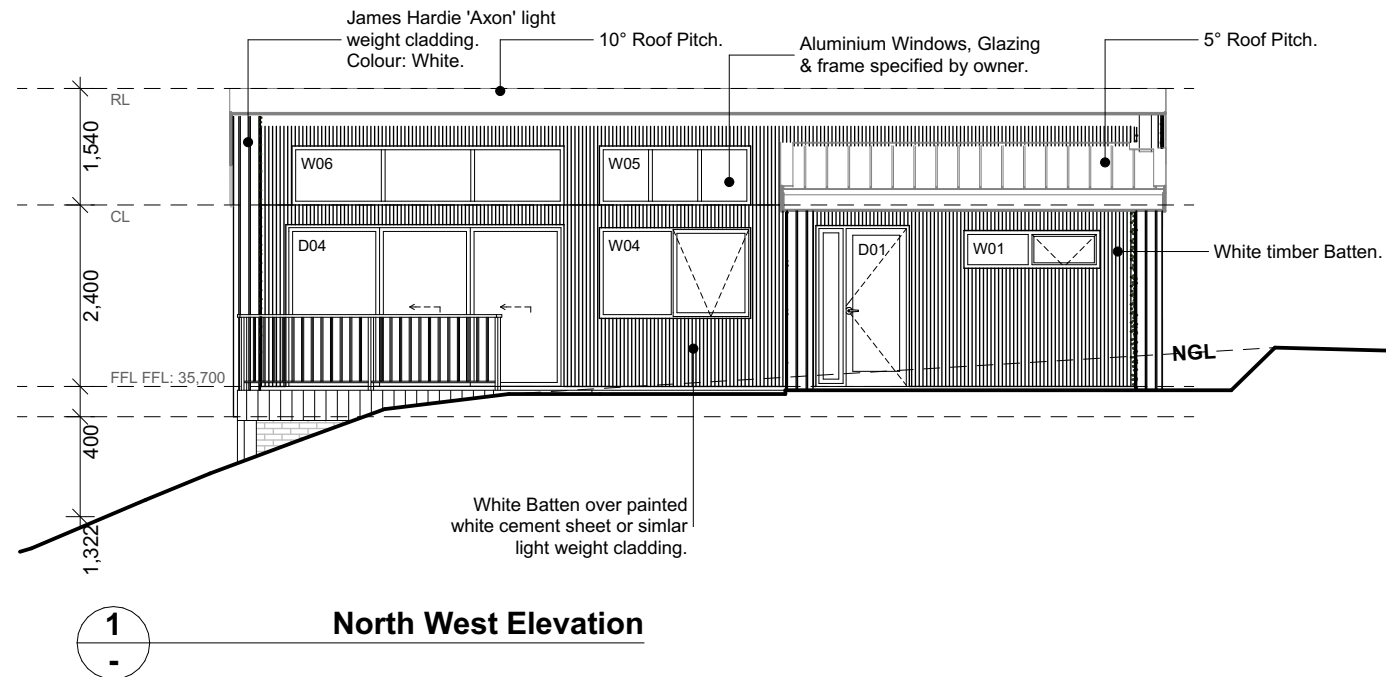 James Hardie 'Axon' light
weight cladding.
Colour: White.
10° Roof Pitch.
Aluminium Windows, Glazing
& frame specified by owner.
5° Roof Pitch.
RL
1,540
W06
W05
CL
D04
W04
D01
W01
White timber Batten.
2,400
NGL
FFL FFL: 35,700
400
White Batten over painted
white cement sheet or simlar
light weight cladding.
1,322
1
-
North West Elevation